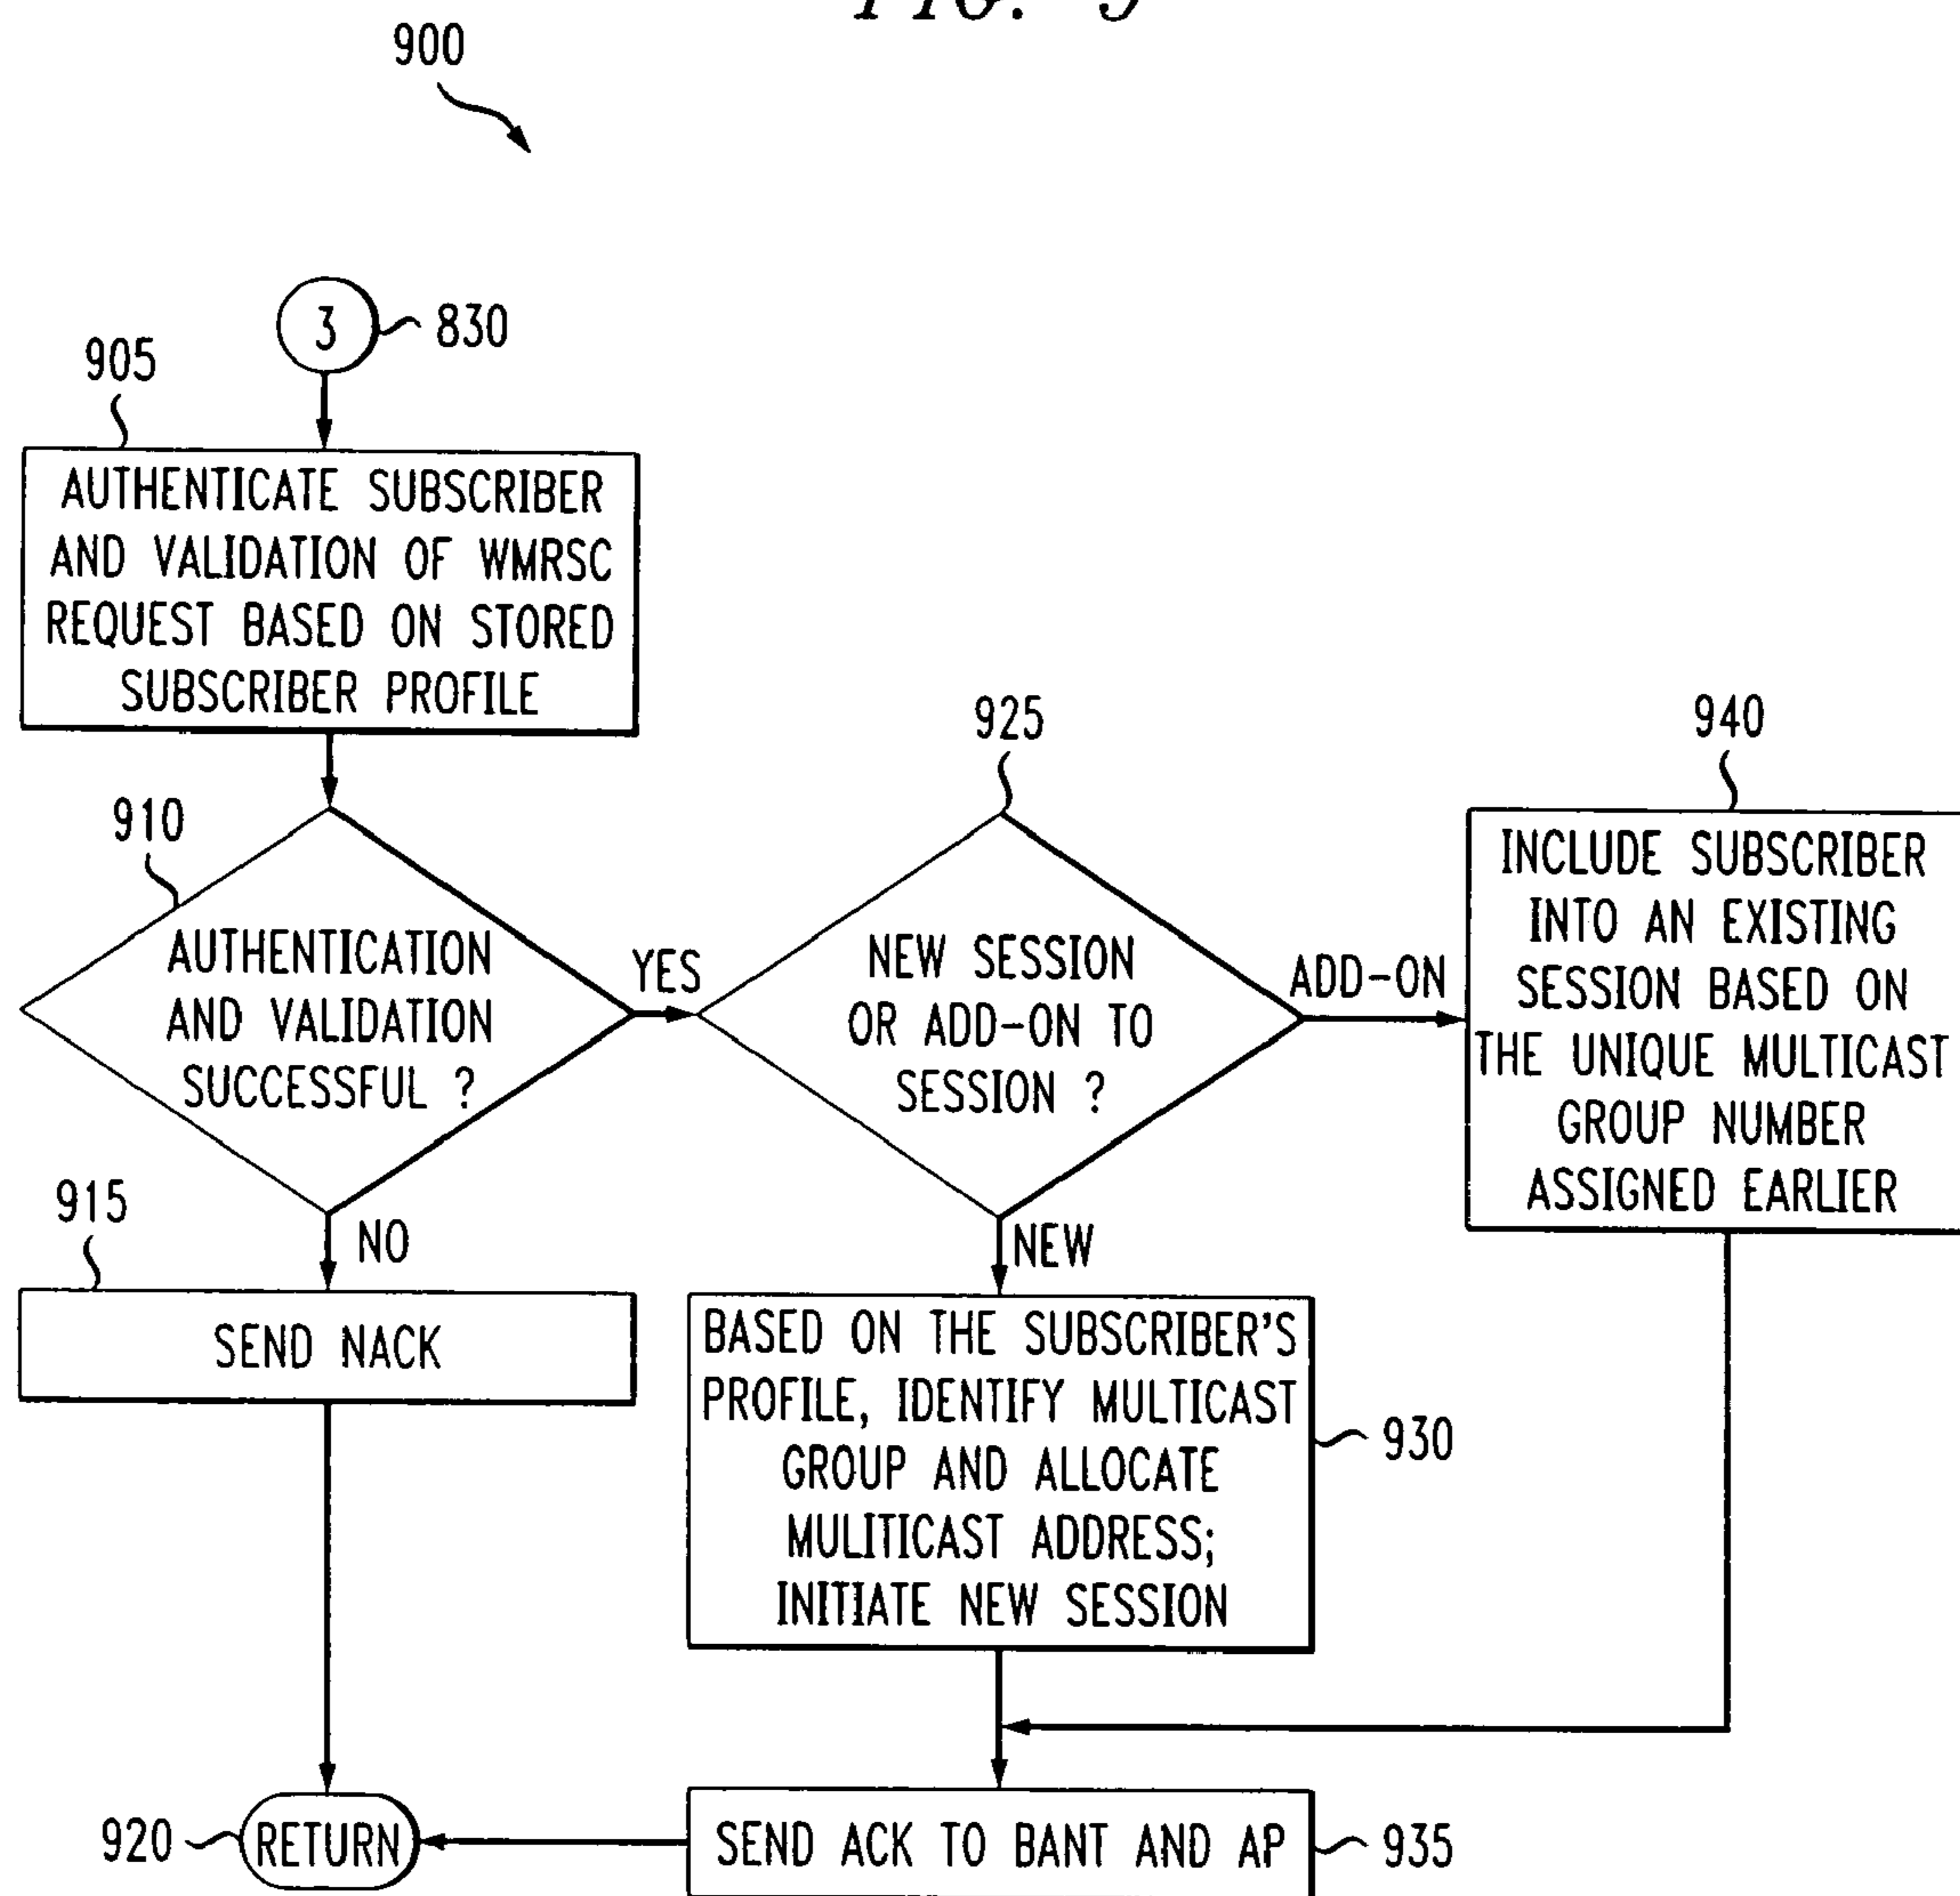 FIG. 9
900
3
830
905
AUTHENTICATE SUBSCRIBER
AND VALIDATION OF WMRSC
REQUEST BASED ON STORED
SUBSCRIBER PROFILE
910
AUTHENTICATION
AND VALIDATION
SUCCESSFUL ?
YES
925
NEW SESSION
OR ADD-ON TO
SESSION ?
ADD-ON
940
INCLUDE SUBSCRIBER
INTO AN EXISTING
SESSION BASED ON
THE UNIQUE MULTICAST
GROUP NUMBER
ASSIGNED EARLIER
NO
915
SEND NACK
NEW
BASED ON THE SUBSCRIBER'S
PROFILE, IDENTIFY MULTICAST
GROUP AND ALLOCATE
MULITICAST ADDRESS;
INITIATE NEW SESSION
930
920
RETURN
SEND ACK TO BANT AND AP
935